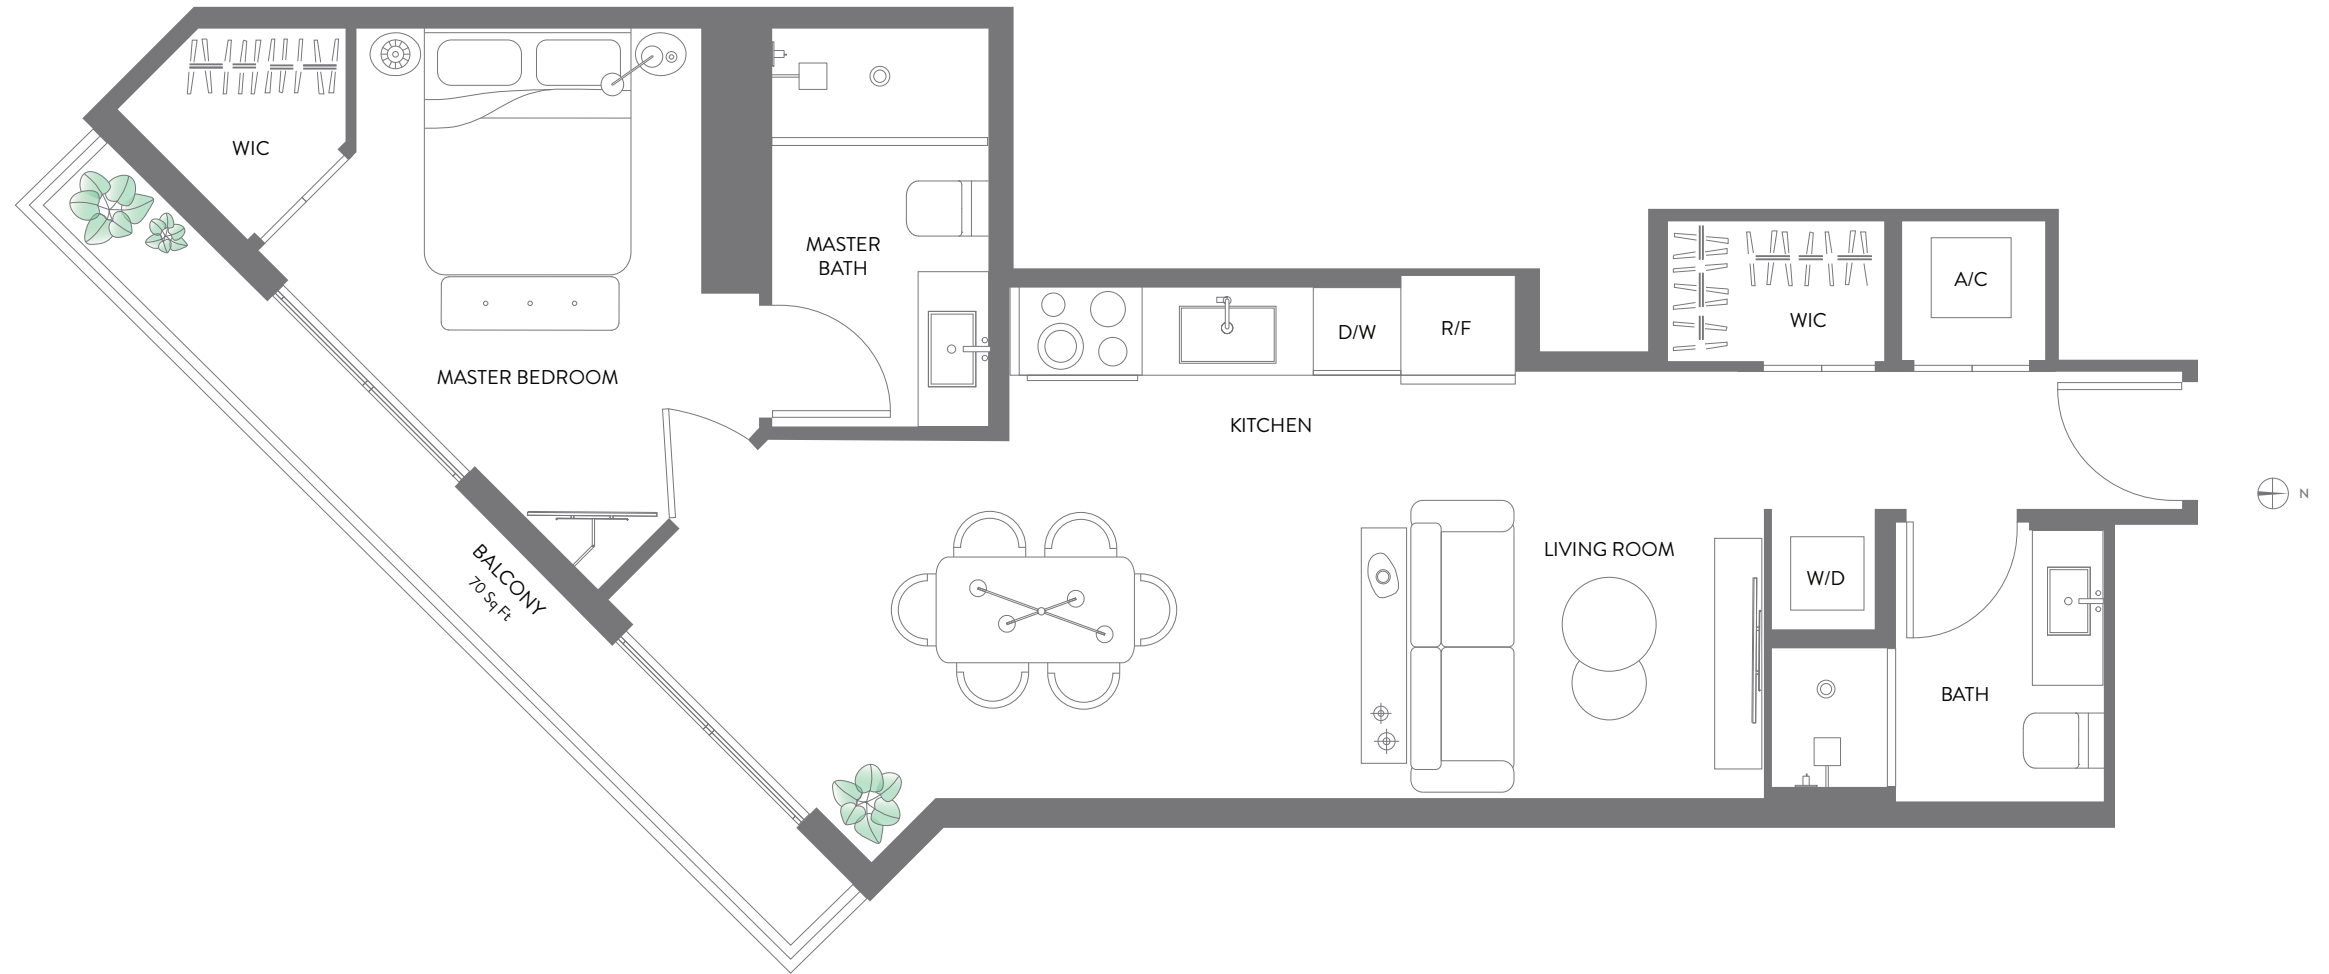 WIC
MASTER
BATH
MASTER BEDROOM
BALCONY
70 Sq Ft
D/W
R/F
KITCHEN
WIC
A/C
LIVING ROOM
W/D
BATH
N